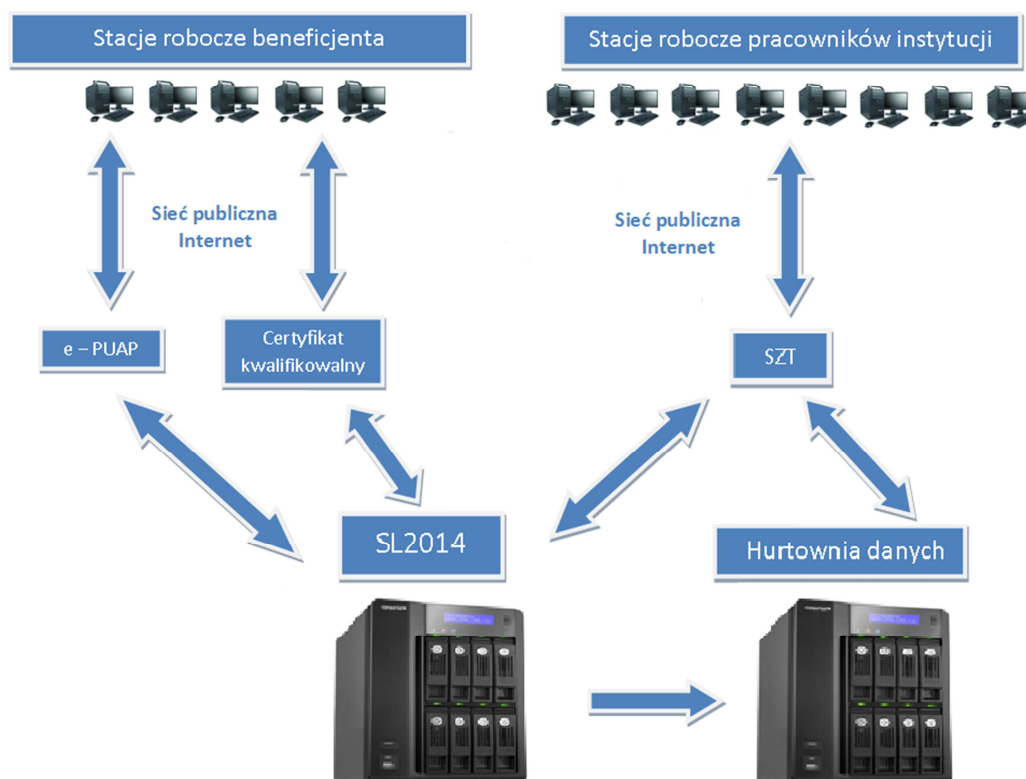 Stacje robocze beneficjenta
Stacje robocze pracowników instytucji
Sieć publiczna
Internet
Sieć publiczna
Internet
e – PUAP
Certyfikat
kwalifikowalny
SZT
SL2014
Hurtownia danych